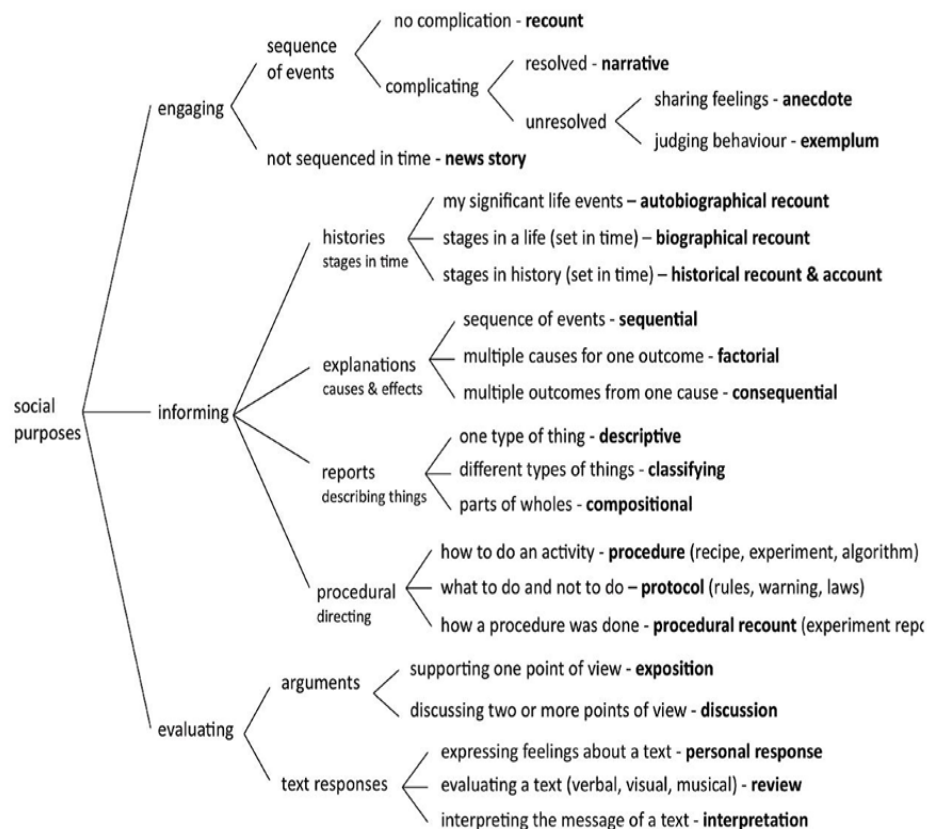 no complication - recount
sequence
of events
resolved - narrative
complicating
sharing feelings - anecdote
engaging
unresolved
judging behaviour - exemplum
not sequenced in time - news story
my significant life events – autobiographical recount
histories
stages in time
stages in a life (set in time) – biographical recount
stages in history (set in time) – historical recount & account
sequence of events - sequential
explanations
causes & effects
multiple causes for one outcome - factorial
multiple outcomes from one cause - consequential
social
purposes
informing
one type of thing - descriptive
reports
describing things
different types of things - classifying
parts of wholes - compositional
how to do an activity - procedure (recipe, experiment, algorithm)
procedural
directing
what to do and not to do – protocol (rules, warning, laws)
how a procedure was done - procedural recount (experiment
supporting one point of view - exposition
arguments
discussing two or more points of view - discussion
evaluating
expressing feelings about a text - personal response
text responses
evaluating a text (verbal, visual, musical) - review
interpreting the message of a text - interpretation